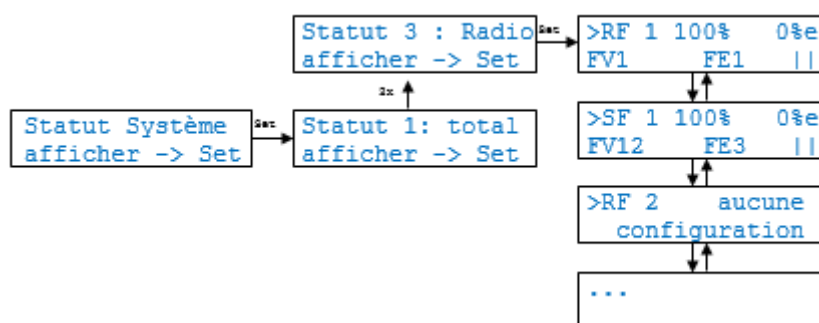 Statut 3 : Radio
afficher -> Set
Set
>RF 1 100% 0%e
FV1 FE1 ||
2x
Statut Système
afficher -> Set
Set
Statut 1: total
afficher -> Set
>SF 1 100% 0%e
FV12 FE3 ||
>RF 2 aucune
configuration
...